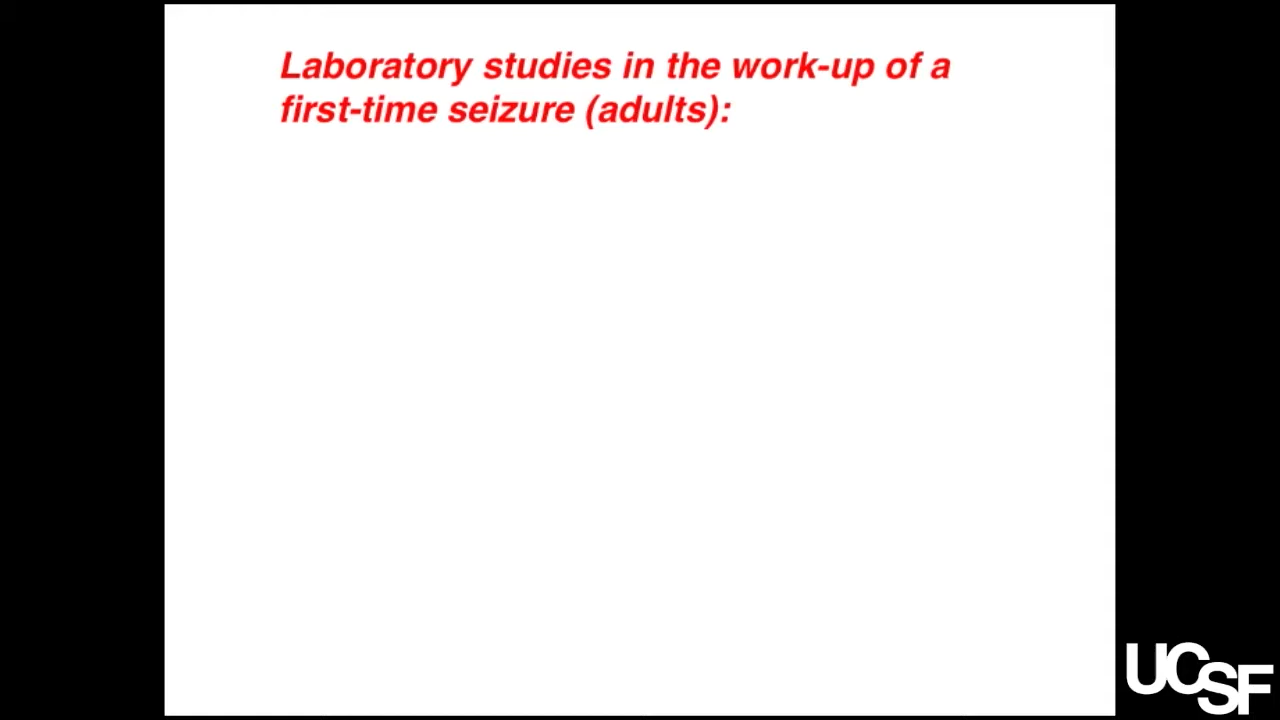 Laboratory studies in the work-up of a
first-time seizure (adults):
UCSF